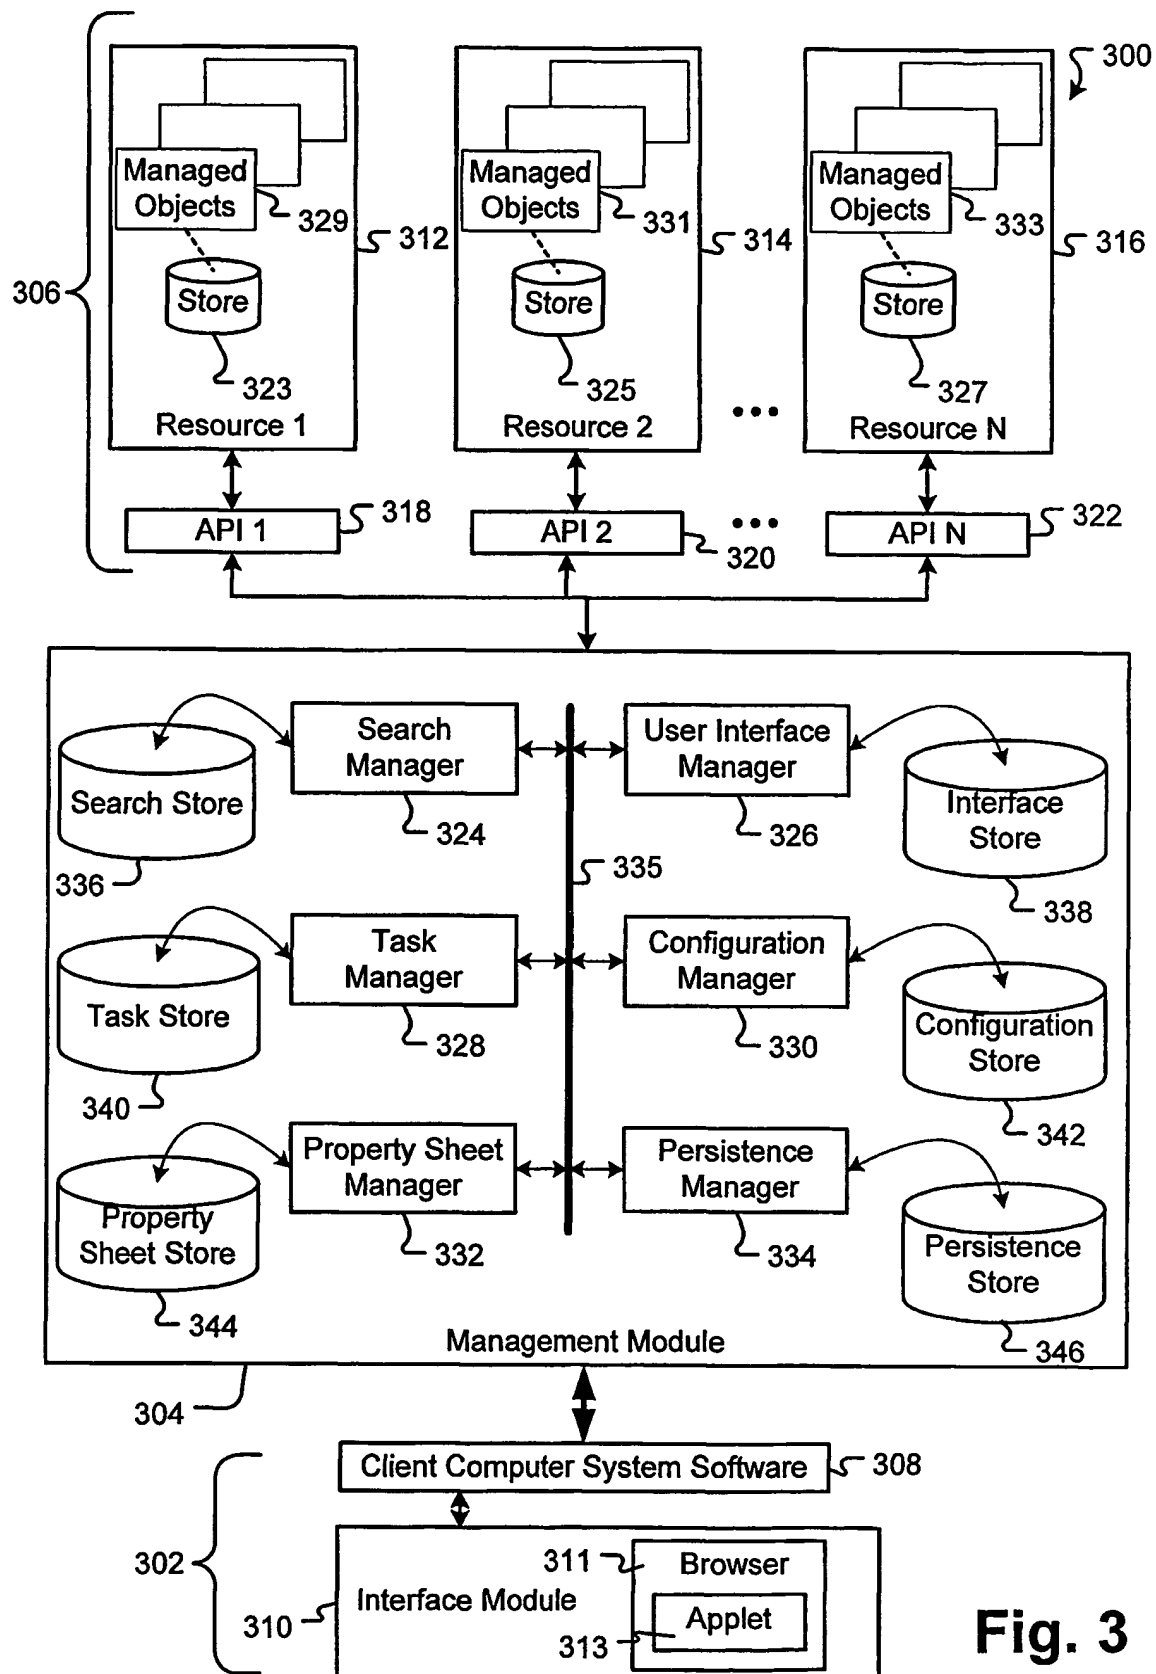 300
Managed
Objects
329
312
Store
323
Resource 1
Managed
Objects
331
314
Store
325
Resource 2
...
Managed
Objects
333
316
Store
327
Resource N
306
API 1
318
API 2
320
...
API N
322
Search
Manager
324
Search Store
336
User Interface
Manager
326
Interface
Store
338
335
Task
Manager
328
Task Store
340
Configuration
Manager
330
Configuration
Store
342
Property Sheet
Manager
332
Property
Sheet Store
344
Persistence
Manager
334
Persistence
Store
346
Management Module
304
Client Computer System Software
308
302
Interface Module
310
311
Browser
Applet
313
Fig. 3